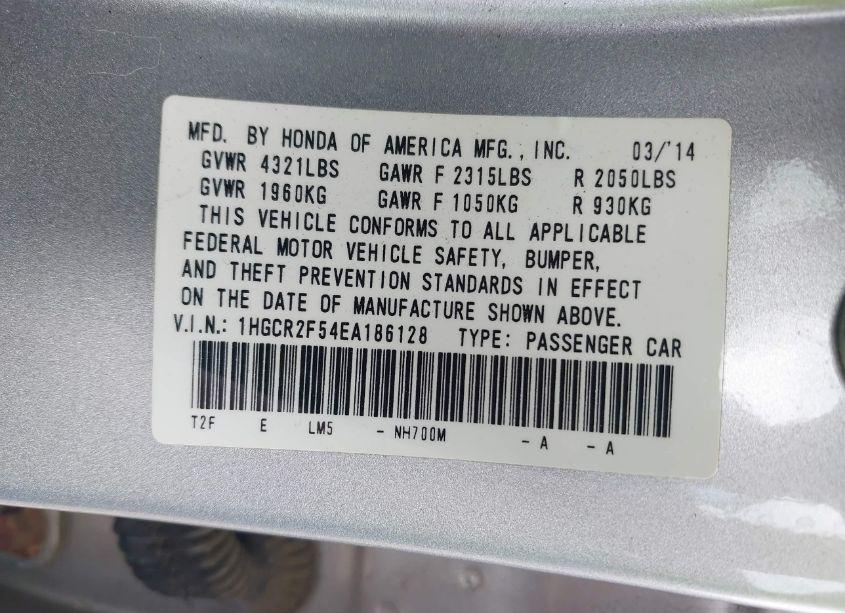 MFD. BY HONDA OF AMERICA MFG., INC. 03/'14
GVWR 4321LBS GAWR F 2315LBS R 2050LBS
GVWR 1960KG GAWR F 1050KG R 930KG
THIS VEHICLE CONFORMS TO ALL APPLICABLE
FEDERAL MOTOR VEHICLE SAFETY, BUMPER,
AND THEFT PREVENTION STANDARDS IN EFFECT
ON THE DATE OF MANUFACTURE SHOWN ABOVE.
V.I.N.: 1HGCR2F54EA186128 TYPE: PASSENGER CAR
T2F E LM5 - NH700M - A - A